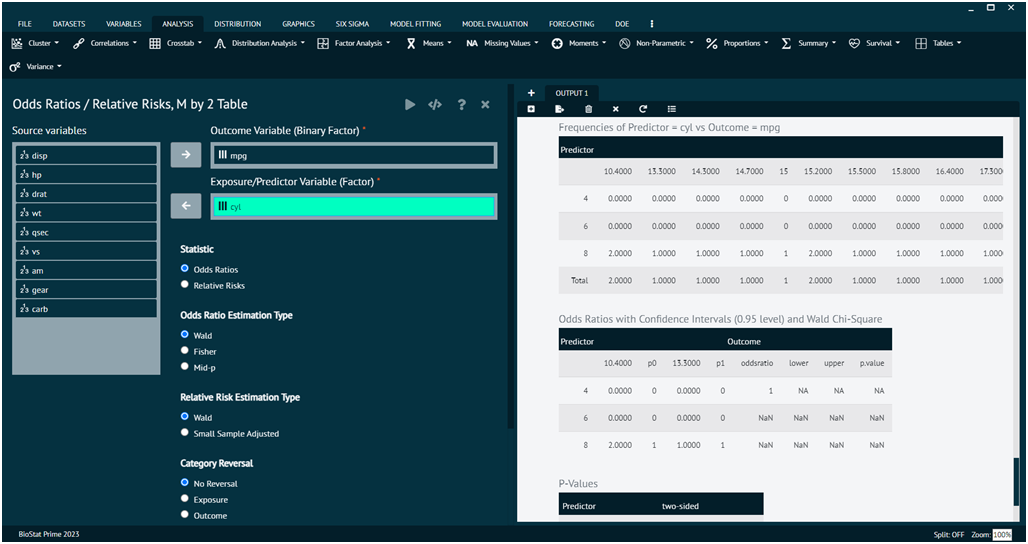 FILE DATASETS VARIABLES ANALYSIS DISTRIBUTION GRAPHICS SIX SIGMA MODEL FITTING MODEL EVALUATION FORECASTING DOE
Cluster Correlations Crosstab Distribution Analysis Factor Analysis Means NA Missing Values Moments Non-Parametric Proportions Summary Survival Tables
σ² Variance
Odds Ratios / Relative Risks, M by 2 Table
Source variables
disp
hp
drat
wt
qsec
vs
am
gear
carb
Outcome Variable (Binary Factor) *
mpg
Exposure/Predictor Variable (Factor) *
cyl
Statistic
Odds Ratios
Relative Risks
Odds Ratio Estimation Type
Wald
Fisher
Mid-p
Relative Risk Estimation Type
Wald
Small Sample Adjusted
Category Reversal
No Reversal
Exposure
Outcome
+ OUTPUT 1
Frequencies of Predictor = cyl vs Outcome = mpg
Predictor
10.4000 13.3000 14.3000 14.7000 15 15.2000 15.5000 15.8000 16.4000 17.3000
4 0.0000 0.0000 0.0000 0.0000 0 0.0000 0.0000 0.0000 0.0000 0.000
6 0.0000 0.0000 0.0000 0.0000 0 0.0000 0.0000 0.0000 0.0000 0.000
8 2.0000 1.0000 1.0000 1.0000 1 2.0000 1.0000 1.0000 1.0000 1.000
Total 2.0000 1.0000 1.0000 1.0000 1 2.0000 1.0000 1.0000 1.0000 1.000
Odds Ratios with Confidence Intervals (0.95 level) and Wald Chi-Square
Predictor Outcome
10.4000 p0 13.3000 p1 oddsratio lower upper p.value
4 0.0000 0 0.0000 0 1 NA NA NA
6 0.0000 0 0.0000 0 NaN NaN NaN NaN
8 2.0000 1 1.0000 1 NaN NaN NaN NaN
P-Values
Predictor two-sided
BioStat Prime 2023
Split: OFF Zoom: 100%